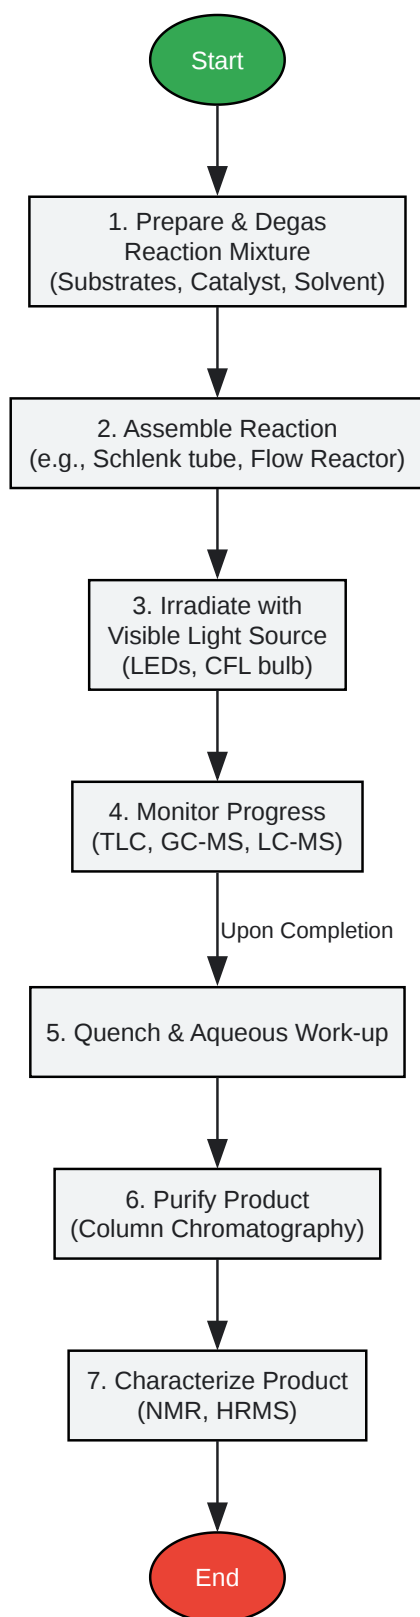 Start
1. Prepare & Degas
Reaction Mixture
(Substrates, Catalyst, Solvent)
2. Assemble Reaction
(e.g., Schlenk tube, Flow Reactor)
3. Irradiate with
Visible Light Source
(LEDs, CFL bulb)
4. Monitor Progress
(TLC, GC-MS, LC-MS)
Upon Completion
5. Quench & Aqueous Work-up
6. Purify Product
(Column Chromatography)
7. Characterize Product
(NMR, HRMS)
End